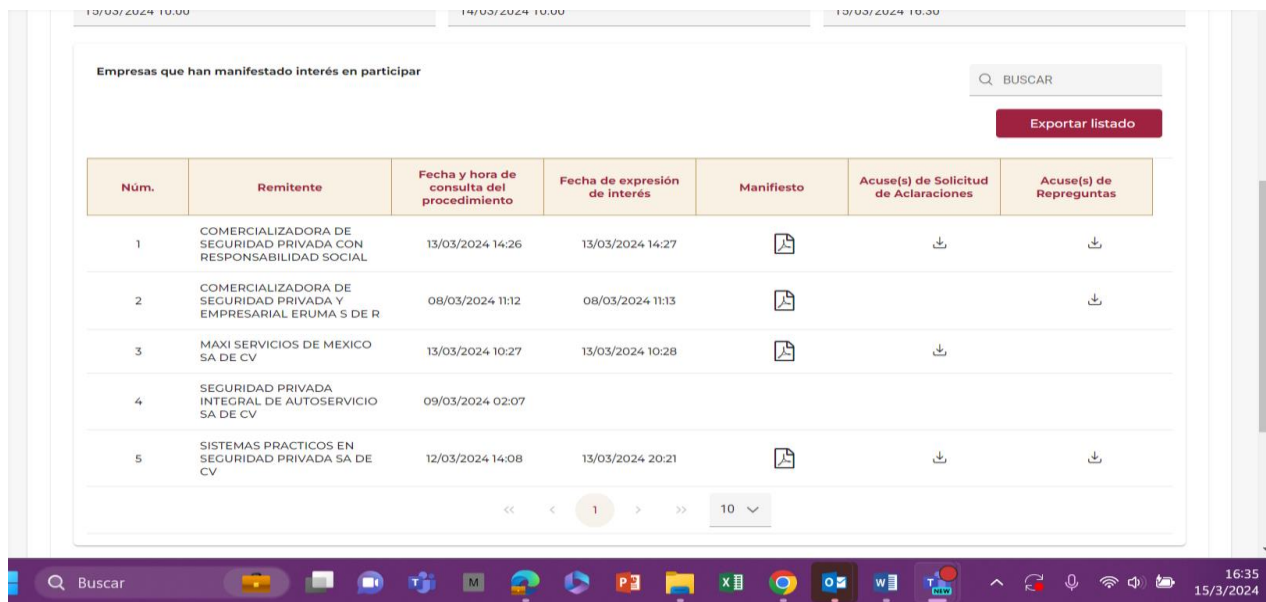 15/03/2024 10:00 14/03/2024 10:00 15/03/2024 16:30
Empresas que han manifestado interés en participar
BUSCAR
Exportar listado
Núm. Remitente Fecha y hora de consulta del procedimiento Fecha de expresión de interés Manifiesto Acuse(s) de Solicitud de Aclaraciones Acuse(s) de Repreguntas
COMERCIALIZADORA DE
1 SEGURIDAD PRIVADA CON 13/03/2024 14:26 13/03/2024 14:27
RESPONSABILIDAD SOCIAL
COMERCIALIZADORA DE
2 SEGURIDAD PRIVADA Y 08/03/2024 11:12 08/03/2024 11:13
EMPRESARIAL ERUMA S DE R
3 MAXI SERVICIOS DE MEXICO 13/03/2024 10:27 13/03/2024 10:28
SA DE CV
SEGURIDAD PRIVADA
4 INTEGRAL DE AUTOSERVICIO 09/03/2024 02:07
SA DE CV
SISTEMAS PRACTICOS EN
5 SEGURIDAD PRIVADA SA DE 12/03/2024 14:08 13/03/2024 20:21
CV
<< < 1 > >> 10
Buscar
NEW
16:35
15/3/2024